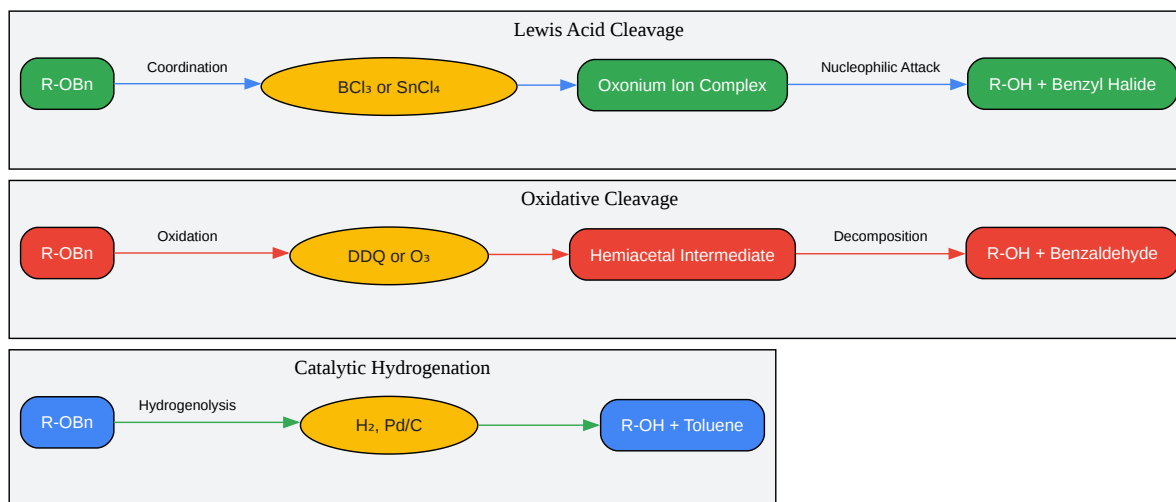 Lewis Acid Cleavage
R-OBn
Coordination
BCl₃ or SnCl₄
Oxonium Ion Complex
Nucleophilic Attack
R-OH + Benzyl Halide
Oxidative Cleavage
R-OBn
Oxidation
DDQ or O₃
Hemiacetal Intermediate
Decomposition
R-OH + Benzaldehyde
Catalytic Hydrogenation
R-OBn
Hydrogenolysis
H₂, Pd/C
R-OH + Toluene